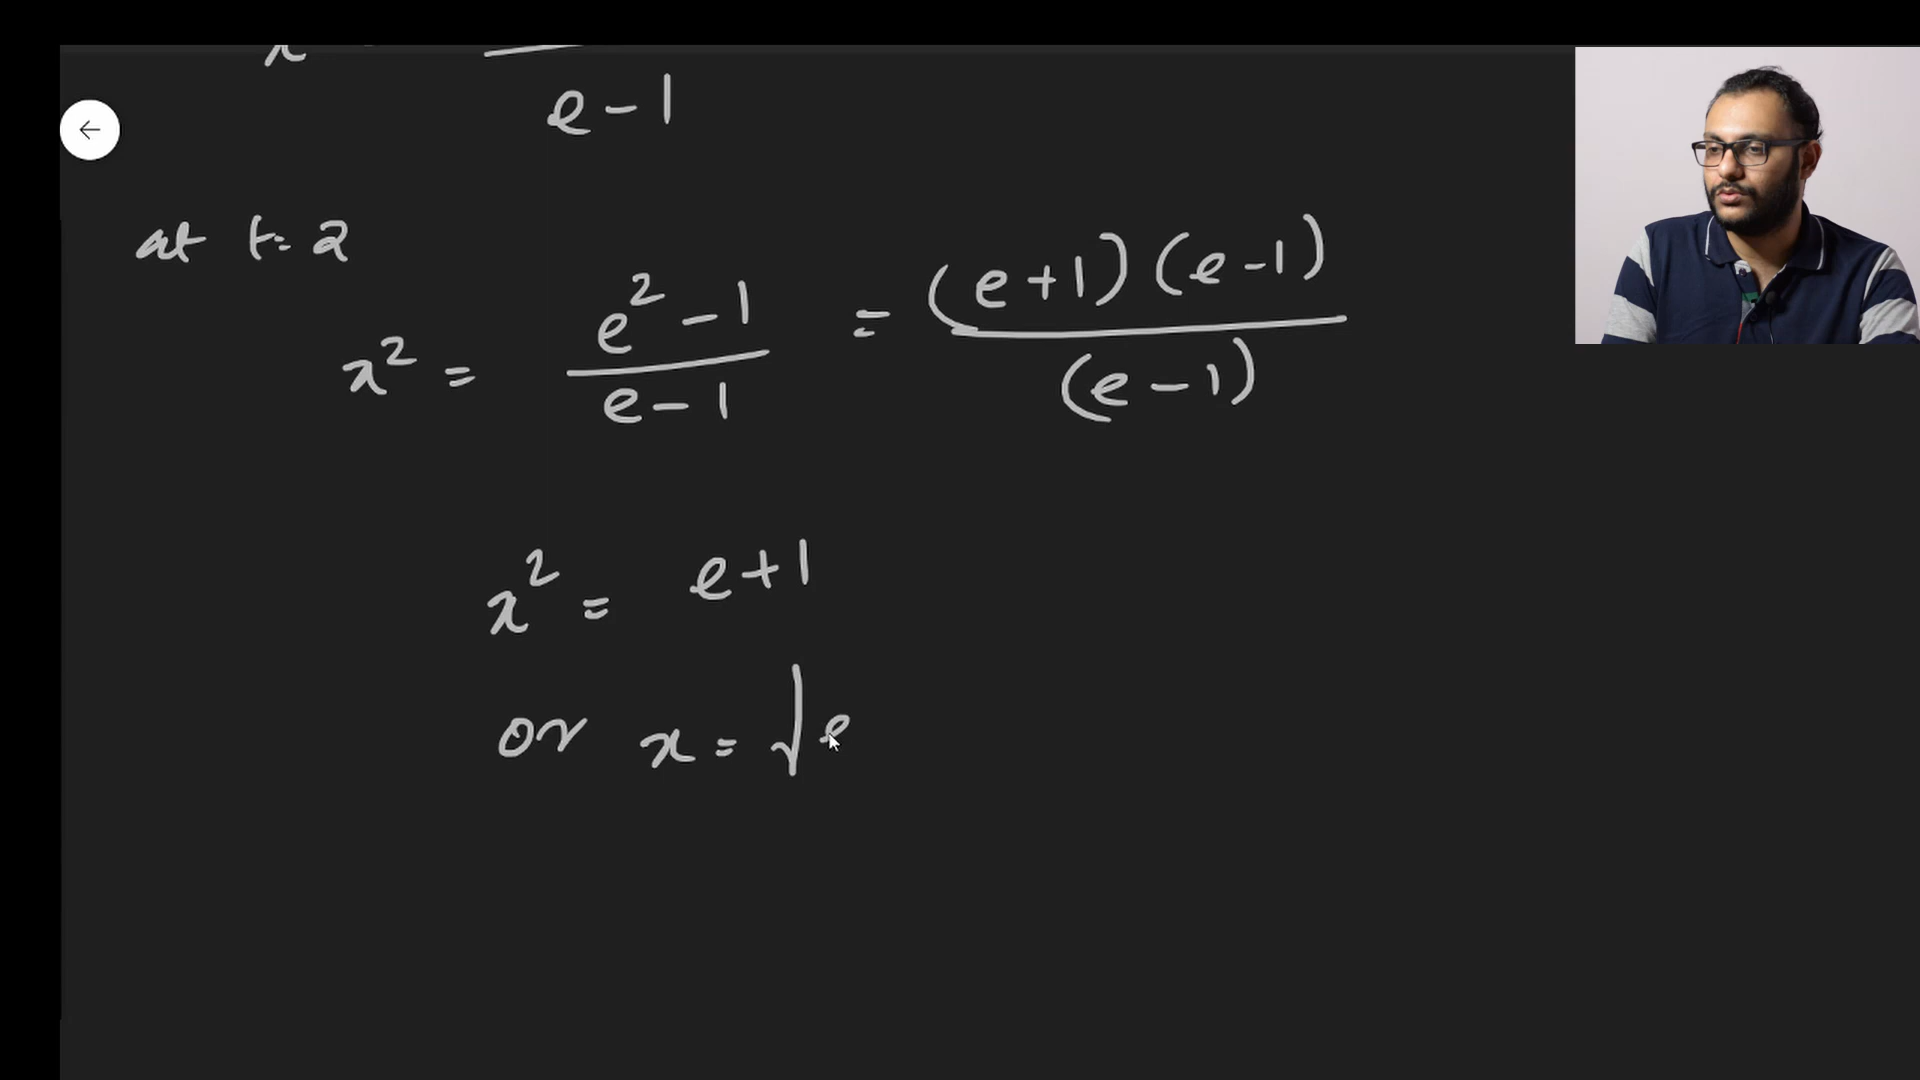 x
e - 1
at t = 2
x² = (e² - 1)/(e - 1) = ((e + 1)(e - 1))/((e - 1))
x² = e + 1
or x = √e